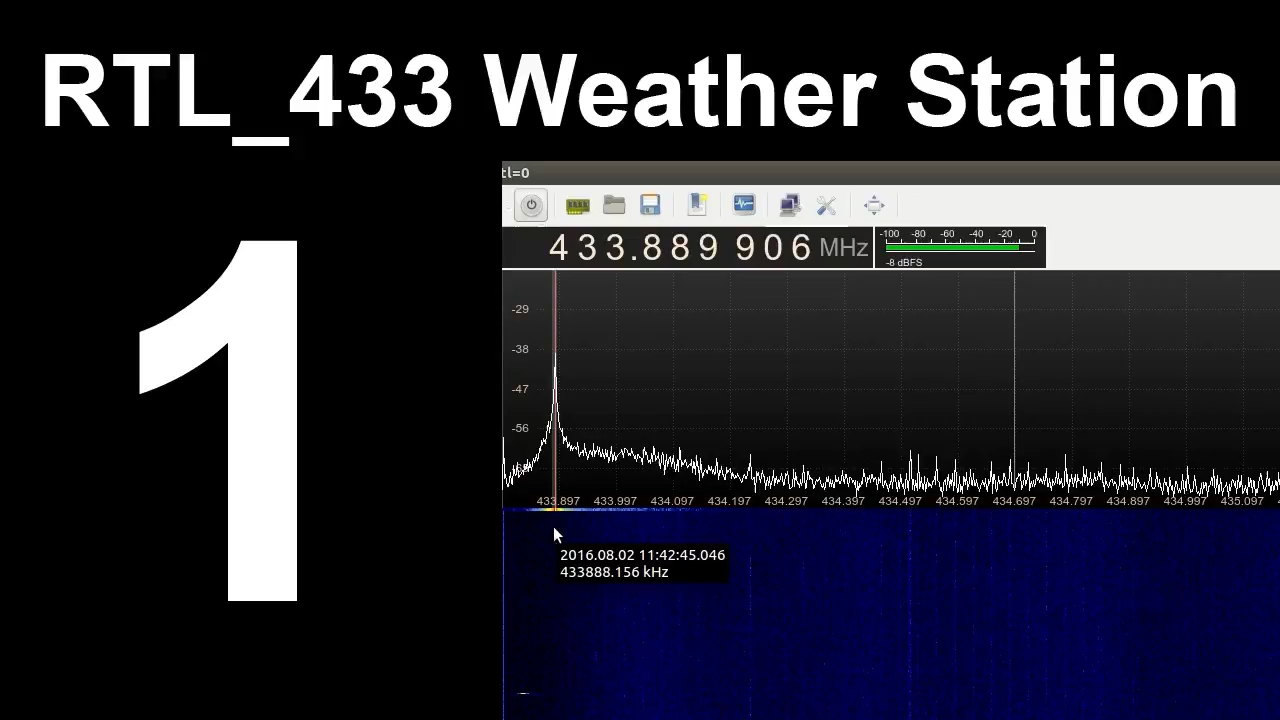 RTL_433 Weather Station
1
tl=0
433.889 906 MHz
-100 -80 -60 -40 -20 0
-8 dBFS
-29
-38
-47
-56
433.897 433.997 434.097 434.197 434.297 434.397 434.497 434.597 434.697 434.797 434.897 434.997 435.097
2016.08.02 11:42:45.046
433888.156 kHz